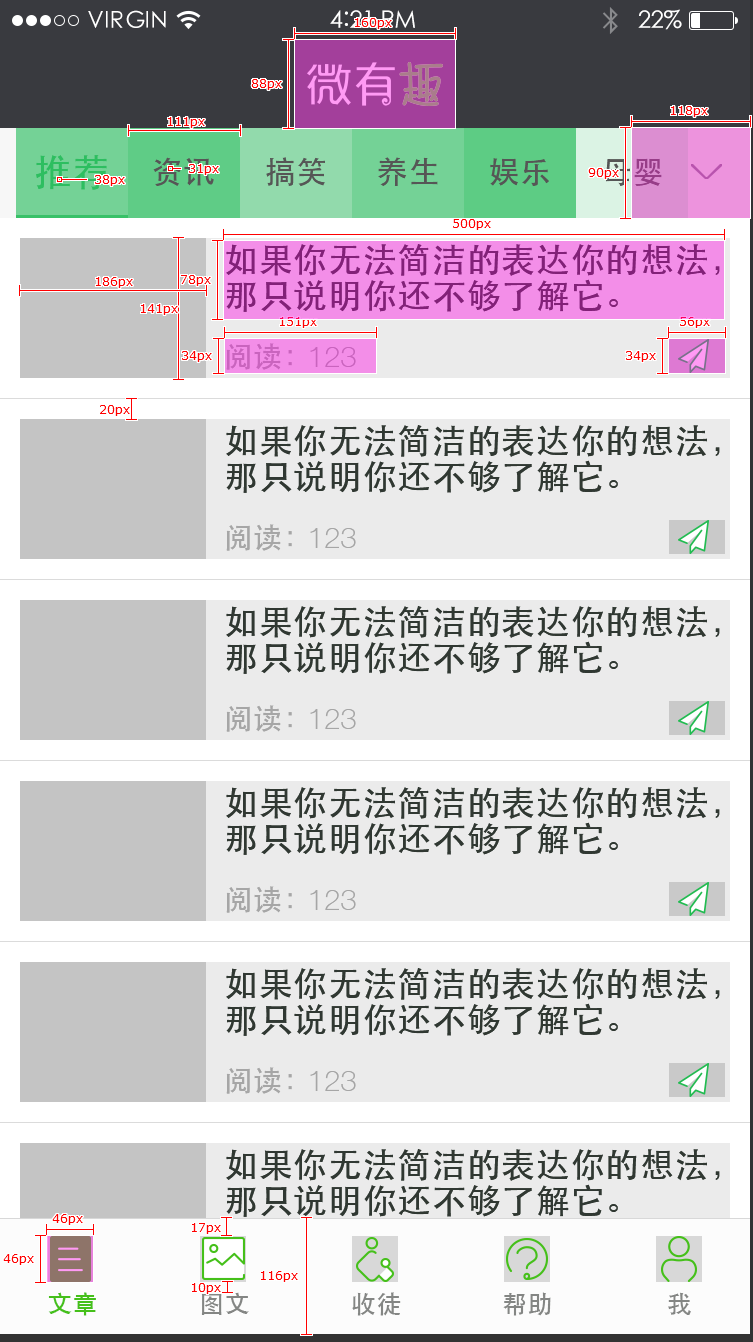 VIRGIN 4:21 PM 22%
160px
88px
微有趣
111px
118px
推荐 资讯 搞笑 养生 娱乐 母婴
38px
31px
90px
500px
如果你无法简洁的表达你的想法，
那只说明你还不够了解它。
186px
78px
141px
151px
56px
34px
阅读：123
34px
20px
如果你无法简洁的表达你的想法，
那只说明你还不够了解它。
阅读：123
如果你无法简洁的表达你的想法，
那只说明你还不够了解它。
阅读：123
如果你无法简洁的表达你的想法，
那只说明你还不够了解它。
阅读：123
如果你无法简洁的表达你的想法，
那只说明你还不够了解它。
阅读：123
如果你无法简洁的表达你的想法，
那只说明你还不够了解它。
46px
17px
46px
116px
10px
文章 图文 收徒 帮助 我